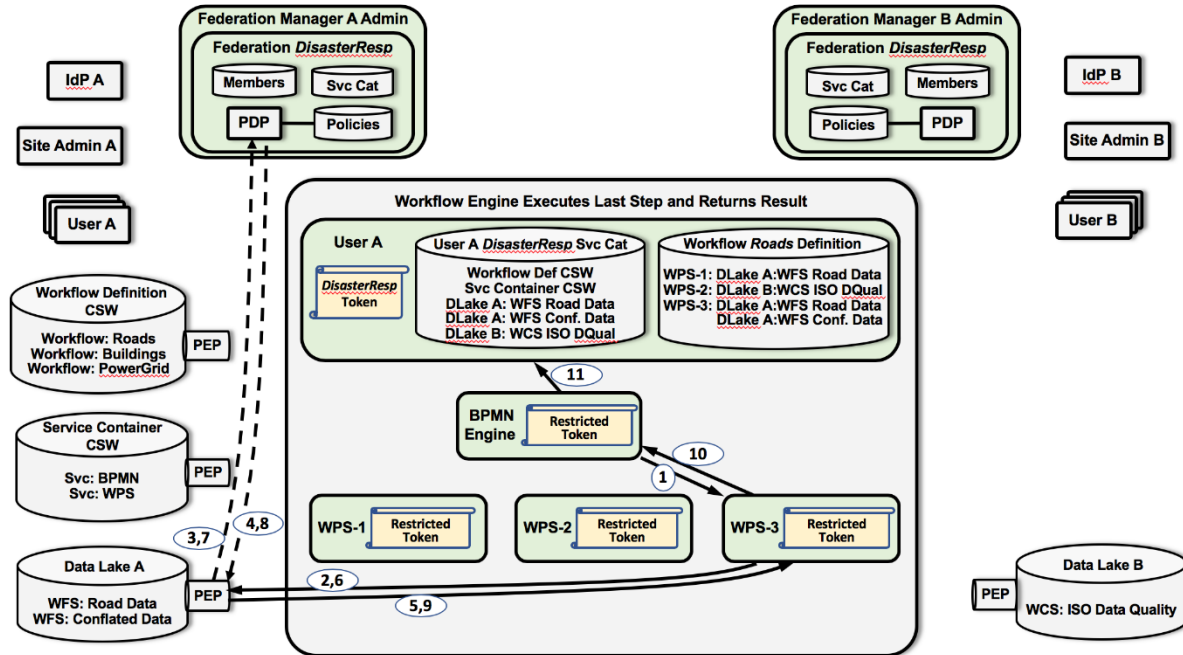 Federation Manager A Admin
Federation DisasterResp
Members
Svc Cat
PDP
Policies
Federation Manager B Admin
Federation DisasterResp
Svc Cat
Members
Policies
PDP
IdP A
Site Admin A
User A
IdP B
Site Admin B
User B
Workflow Engine Executes Last Step and Returns Result
User A
DisasterResp
Token
User A DisasterResp Svc Cat
Workflow Def CSW
Svc Container CSW
DLake A: WFS Road Data
DLake A: WFS Conf. Data
DLake B: WCS ISO DQual
Workflow Roads Definition
WPS-1: DLake A:WFS Road Data
WPS-2: DLake B:WCS ISO DQual
WPS-3: DLake A:WFS Road Data
DLake A:WFS Conf. Data
Workflow Definition
CSW
Workflow: Roads
Workflow: Buildings
Workflow: PowerGrid
PEP
11
BPMN
Engine
Restricted
Token
10
1
Service Container
CSW
Svc: BPMN
Svc: WPS
PEP
WPS-1
Restricted
Token
WPS-2
Restricted
Token
WPS-3
Restricted
Token
3,7
4,8
Data Lake A
WFS: Road Data
WFS: Conflated Data
PEP
2,6
5,9
PEP
Data Lake B
WCS: ISO Data Quality